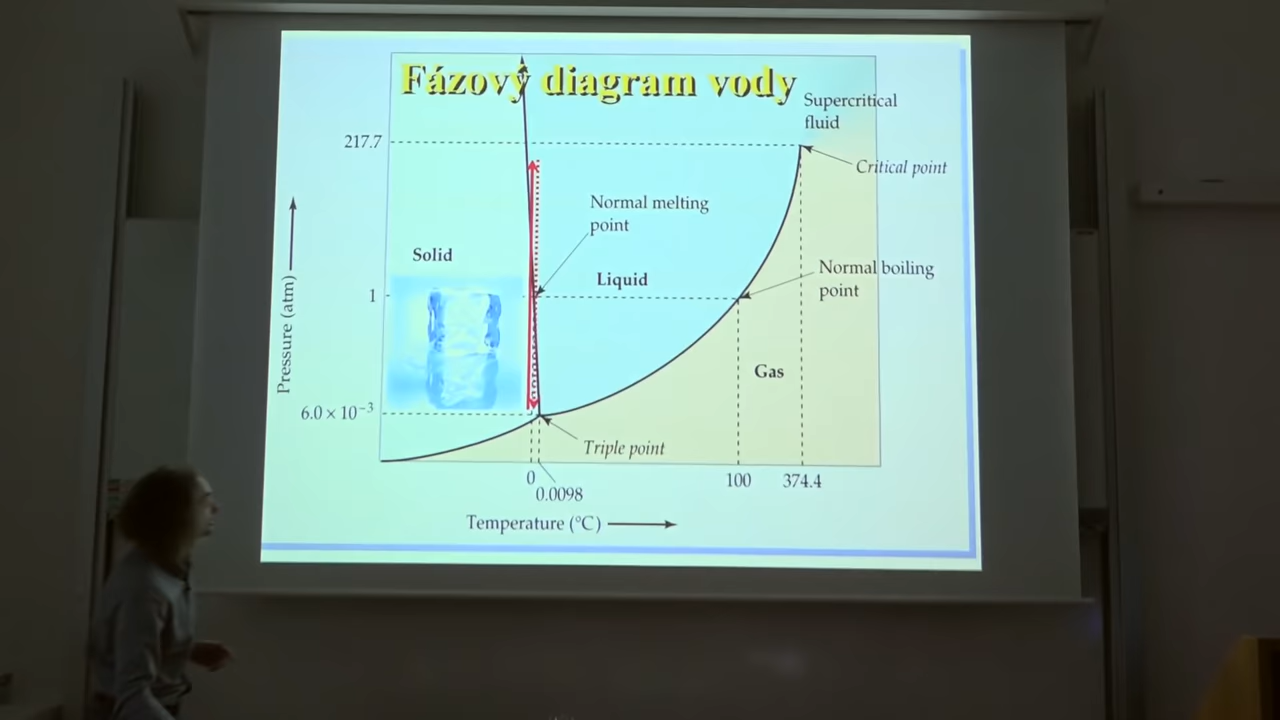 Fázový diagram vody
Supercritical
fluid
217.7
Critical point
Normal melting
point
Solid
Liquid
Normal boiling
point
1
Pressure (atm)
Gas
6.0 × 10⁻³
Triple point
0
0.0098
100
374.4
Temperature (°C)